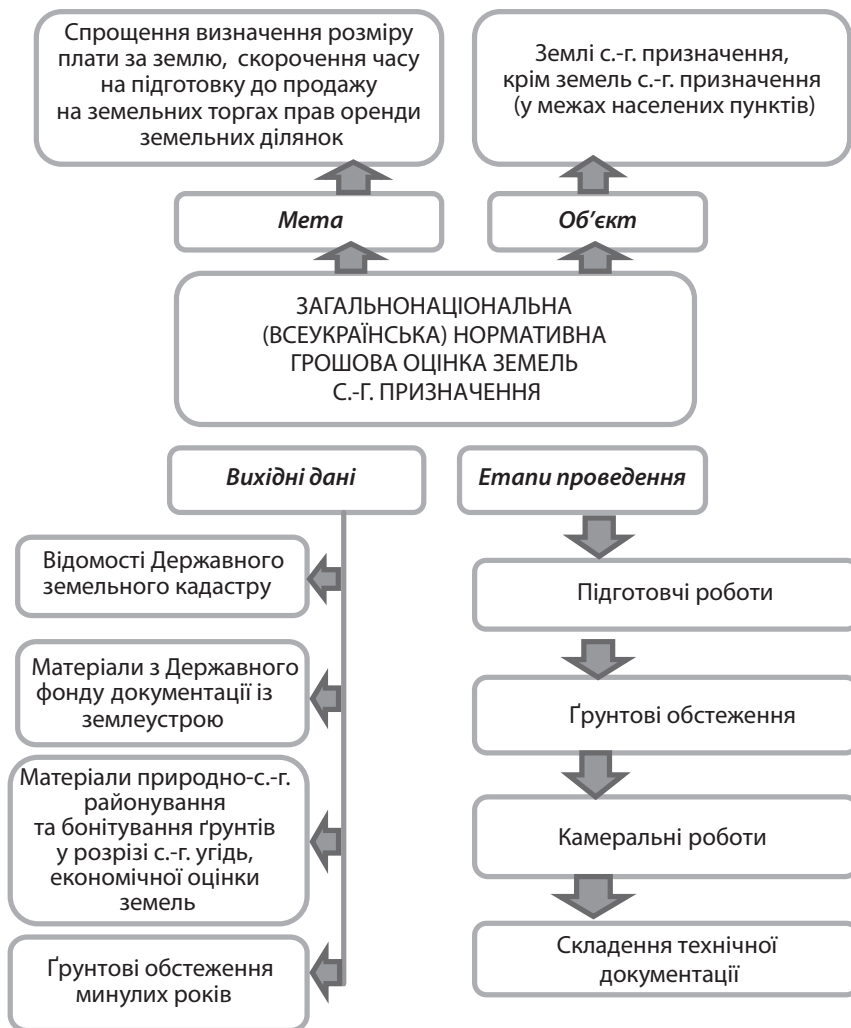 Спрощення визначення розміру
плати за землю, скорочення часу
на підготовку до продажу
на земельних торгах прав оренди
земельних ділянок
Землі с.-г. призначення,
крім земель с.-г. призначення
(у межах населених пунктів)
Мета
Об’єкт
ЗАГАЛЬНОНАЦІОНАЛЬНА
(ВСЕУКРАЇНСЬКА) НОРМАТИВНА
ГРОШОВА ОЦІНКА ЗЕМЕЛЬ
С.-Г. ПРИЗНАЧЕННЯ
Вихідні дані
Відомості Державного
земельного кадастру
Матеріали з Державного
фонду документації із
землеустрою
Матеріали природно-с.-г.
районування
та бонітування ґрунтів
у розрізі с.-г. угідь,
економічної оцінки
земель
Ґрунтові обстеження
минулих років
Етапи проведення
Підготовчі роботи
Ґрунтові обстеження
Камеральні роботи
Складення технічної
документації